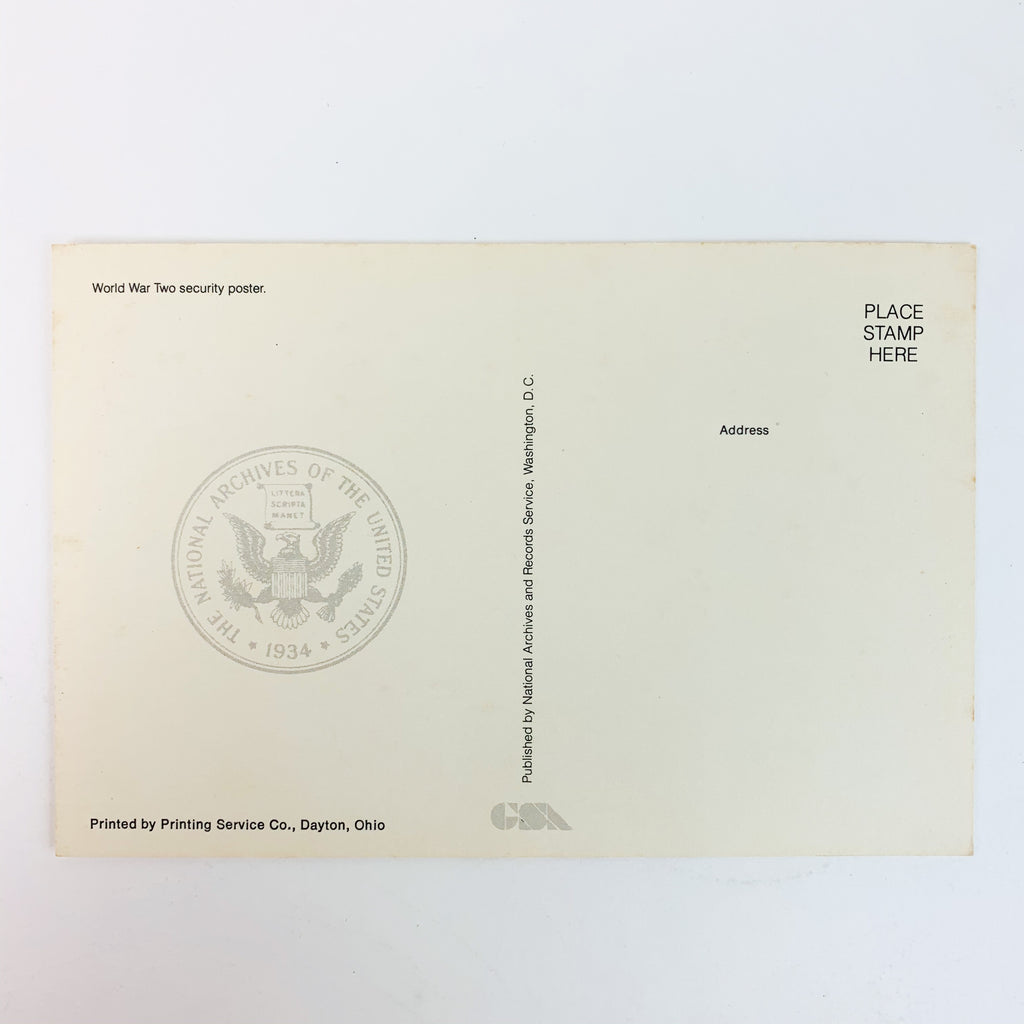 World War Two security poster.
PLACE
STAMP
HERE
Address
THE NATIONAL ARCHIVES OF THE UNITED STATES
LITTERA
SCRIPTA
MANET
★ 1934 ★
Published by National Archives and Records Service, Washington, D.C.
Printed by Printing Service Co., Dayton, Ohio
GSA